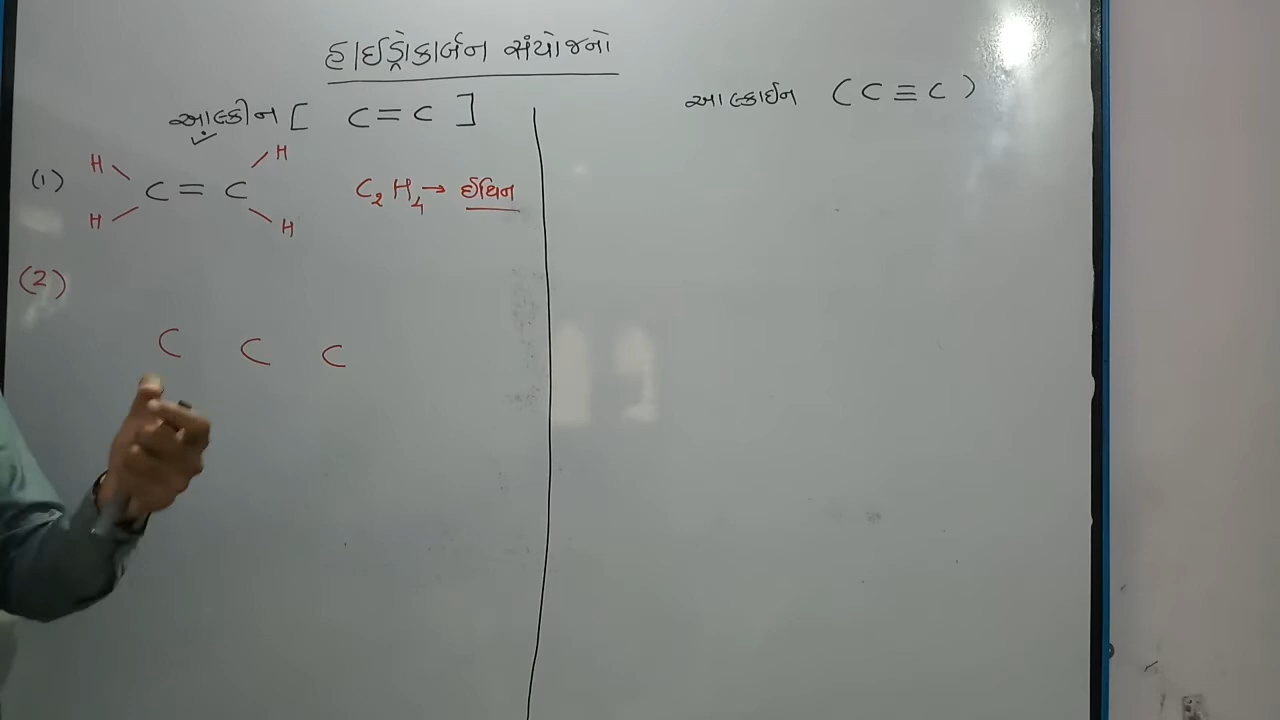 હાઈડ્રોકાર્બન સંયોજનો
આલ્કીન [ C = C ]
(1) H H
C = C C₂H₄ → ઈથિન
H H
(2)
C C C
આલ્કાઈન ( C ≡ C )